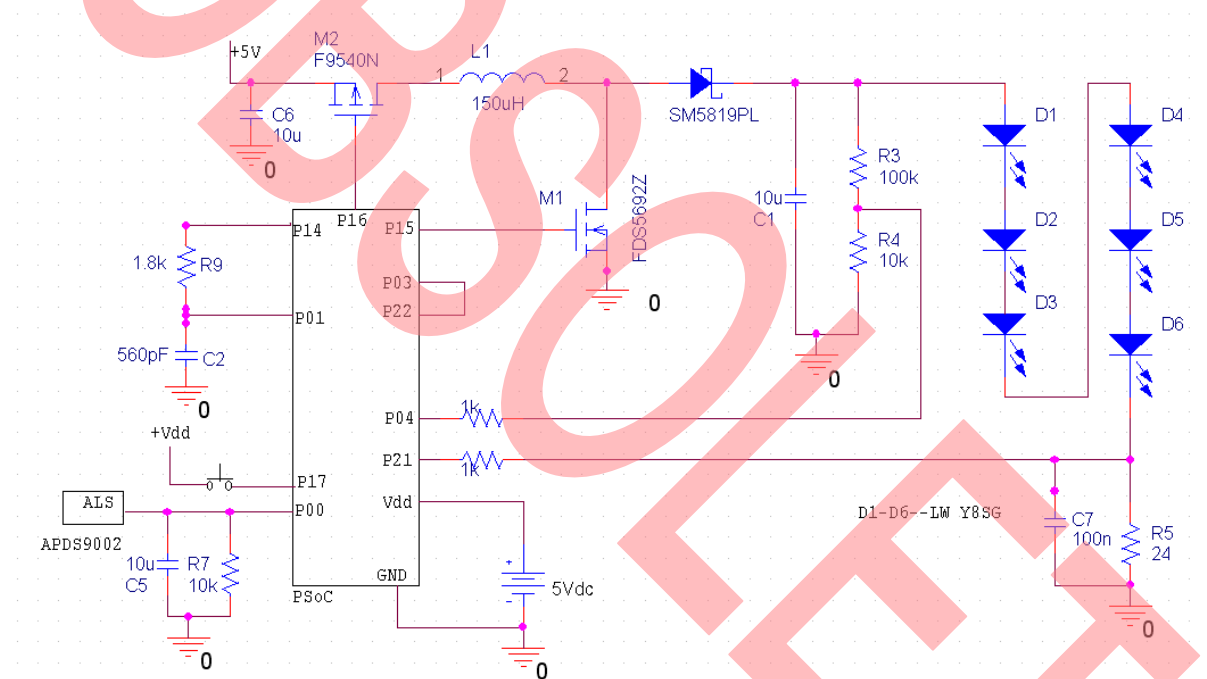 OBSOLETE
+5V
M2
F9540N
L1
1
2
150uH
SM5819PL
C6
10u
0
M1
FDS5692Z
0
10u
C1
R3
100k
R4
10k
0
D1
D2
D3
D4
D5
D6
P14
P16
P15
P03
P22
P01
P04
P21
P17
P00
Vdd
GND
PSoC
1.8k
R9
560pF
C2
0
+Vdd
ALS
APDS9002
10u
C5
R7
10k
0
1k
1k
5Vdc
0
D1-D6--LW Y8SG
C7
100n
R5
24
0